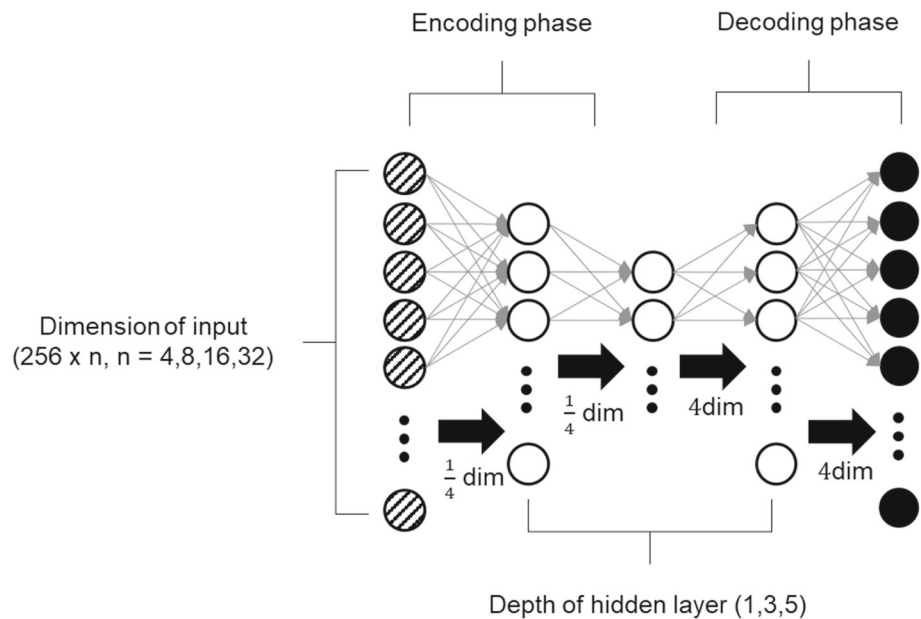 Encoding phase
Decoding phase
Dimension of input
(256 x n, n = 4,8,16,32)
1/4 dim
4dim
1/4 dim
4dim
Depth of hidden layer (1,3,5)